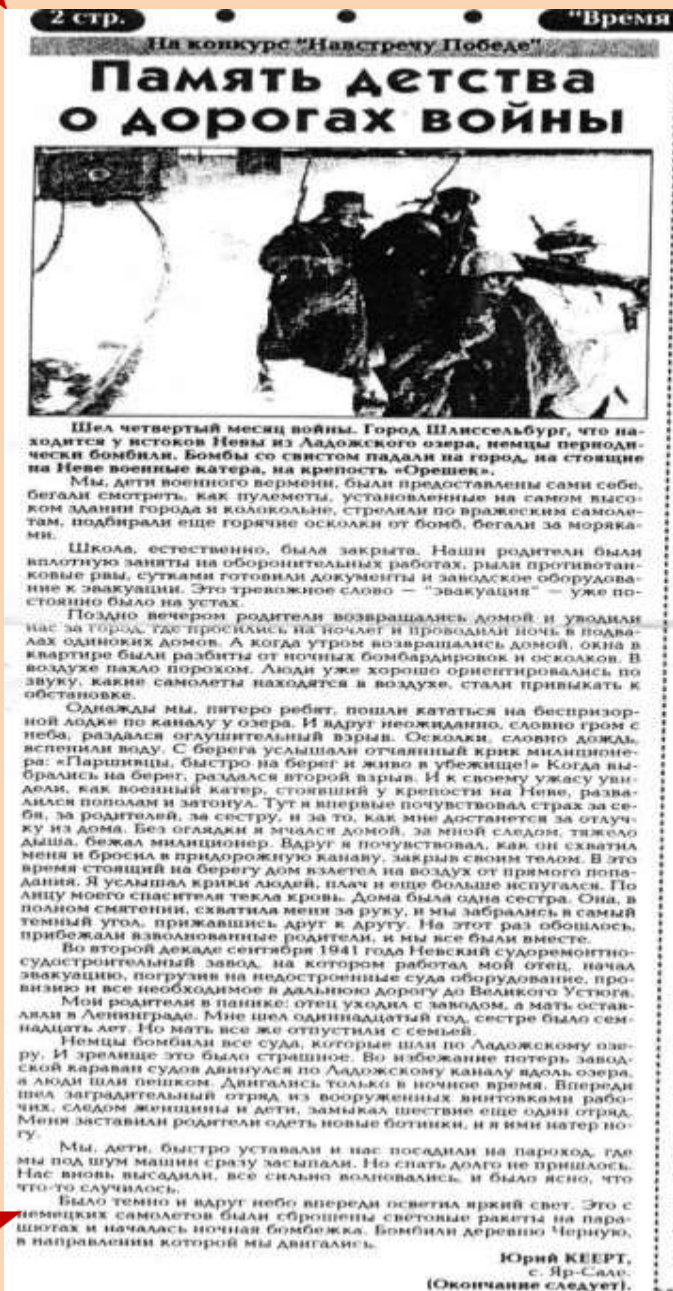 2 стр.
"Время
На конкурс "Навстречу Победе"
Память детства
о дорогах войны
Шел четвертый месяц войны. Город Шлиссельбург, что на-
ходится у истоков Невы из Ладожского озера, немцы периоди-
чески бомбили. Бомбы со свистом падали на город, на стоящие
на Неве военные катера, на крепость «Орешек».
Мы, дети военного вермени, были предоставлены сами себе,
бегали смотреть, как пулеметы, установленные на самом высо-
ком здании города и колокольне, стреляли по вражеским самоле-
там, подбирали еще горячие осколки от бомб, бегали за моряка-
ми.
Школа, естественно, была закрыта. Наши родители были
вплотную заняты на оборонительных работах, рыли противотан-
ковые рвы, сутками готовили документы и заводское оборудова-
ние к эвакуации. Это тревожное слово — "эвакуация" — уже по-
стоянно было на устах.
Поздно вечером родители возвращались домой и уводили
нас за город, где просились на ночлег и проводили ночь в подва-
лах одиноких домов. А когда утром возвращались домой, окна в
квартире были разбиты от ночных бомбардировок и осколков. В
воздухе пахло порохом. Люди уже хорошо ориентировались по
звуку, какие самолеты находятся в воздухе, стали привыкать к
обстановке.
Однажды мы, пятеро ребят, пошли кататься на беспризор-
ной лодке по каналу у озера. И вдруг неожиданно, словно гром с
неба, раздался оглушительный взрыв. Осколки, словно дождь,
вспенили воду. С берега услышали отчаянный крик милиционе-
ра: «Паршивцы, быстро на берег и живо в убежище!» Когда вы-
брались на берег, раздался второй взрыв. И к своему ужасу уви-
дели, как военный катер, стоявший у крепости на Неве, разва-
лился пополам и затонул. Тут я впервые почувствовал страх за се-
бя, за родителей, за сестру, и за то, как мне достанется за отлуч-
ку из дома. Без оглядки я мчался домой, за мной следом, тяжело
дыша, бежал милиционер. Вдруг я почувствовал, как он схватил
меня и бросил в придорожную канаву, закрыв своим телом. В это
время стоящий на берегу дом взлетел на воздух от прямого попа-
дания. Я услышал крики людей, плач и еще больше испугался. По
лицу моего спасителя текла кровь. Дома была одна сестра. Она, в
полном смятении, схватила меня за руку, и мы забрались в самый
темный угол, прижавшись друг к другу. На этот раз обошлось,
прибежали взволнованные родители, и мы все были вместе.
Во второй декаде сентября 1941 года Невский судоремонтно-
судостроительный завод, на котором работал мой отец, начал
эвакуацию, погрузив на недостроенные суда оборудование, про-
визию и все необходимое в дальнюю дорогу до Великого Устюга.
Мои родители в панике: отец уходил с заводом, а мать остав-
ляли в Ленинграде. Мне шел одиннадцатый год, сестре было сем-
надцать лет. Но мать все же отпустили с семьей.
Немцы бомбили все суда, которые шли по Ладожскому озе-
ру. И зрелище это было страшное. Во избежание потерь завод-
ской караван судов двинулся по Ладожскому каналу вдоль озера,
а люди шли пешком. Двигались только в ночное время. Впереди
шел заградительный отряд из вооруженных винтовками рабо-
чих, следом женщины и дети, замыкал шествие еще один отряд.
Меня заставили родители одеть новые ботинки, и я ими натер но-
гу.
Мы, дети, быстро уставали и нас посадили на пароход, где
мы под шум машин сразу засыпали. Но спать долго не пришлось.
Нас вновь высадили, все сильно волновались, и было ясно, что
что-то случилось.
Было темно и вдруг небо впереди осветил яркий свет. Это с
немецких самолетов были сброшены световые ракеты на пара-
шютах и началась ночная бомбежка. Бомбили деревню Черную,
в направлении которой мы двигались.
Юрий КЕЕРТ,
с. Яр-Сале.
(Окончание следует).